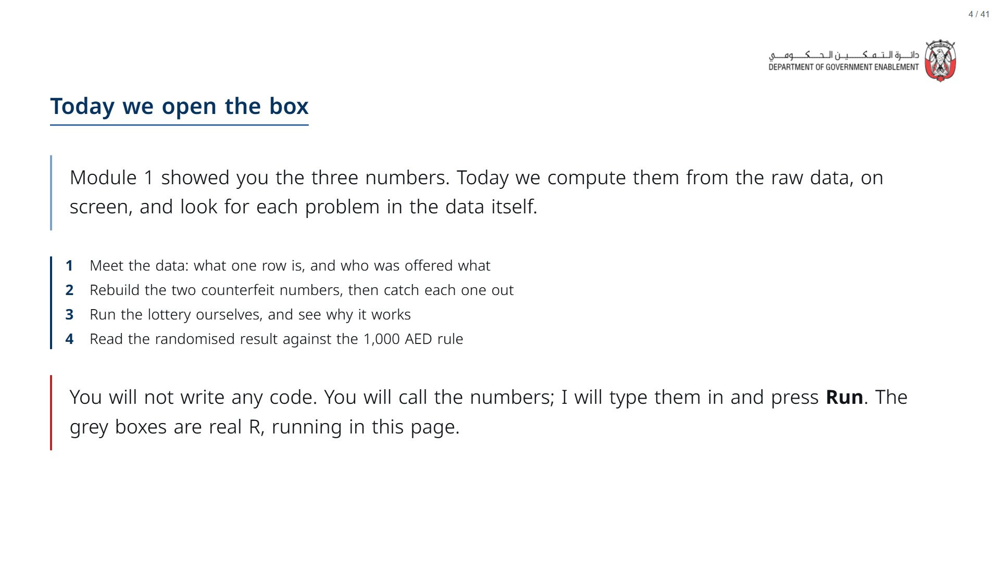 4 / 41
دائرة التمكين الحكومي
DEPARTMENT OF GOVERNMENT ENABLEMENT
Today we open the box
Module 1 showed you the three numbers. Today we compute them from the raw data, on
screen, and look for each problem in the data itself.
1 Meet the data: what one row is, and who was offered what
2 Rebuild the two counterfeit numbers, then catch each one out
3 Run the lottery ourselves, and see why it works
4 Read the randomised result against the 1,000 AED rule
You will not write any code. You will call the numbers; I will type them in and press Run. The
grey boxes are real R, running in this page.